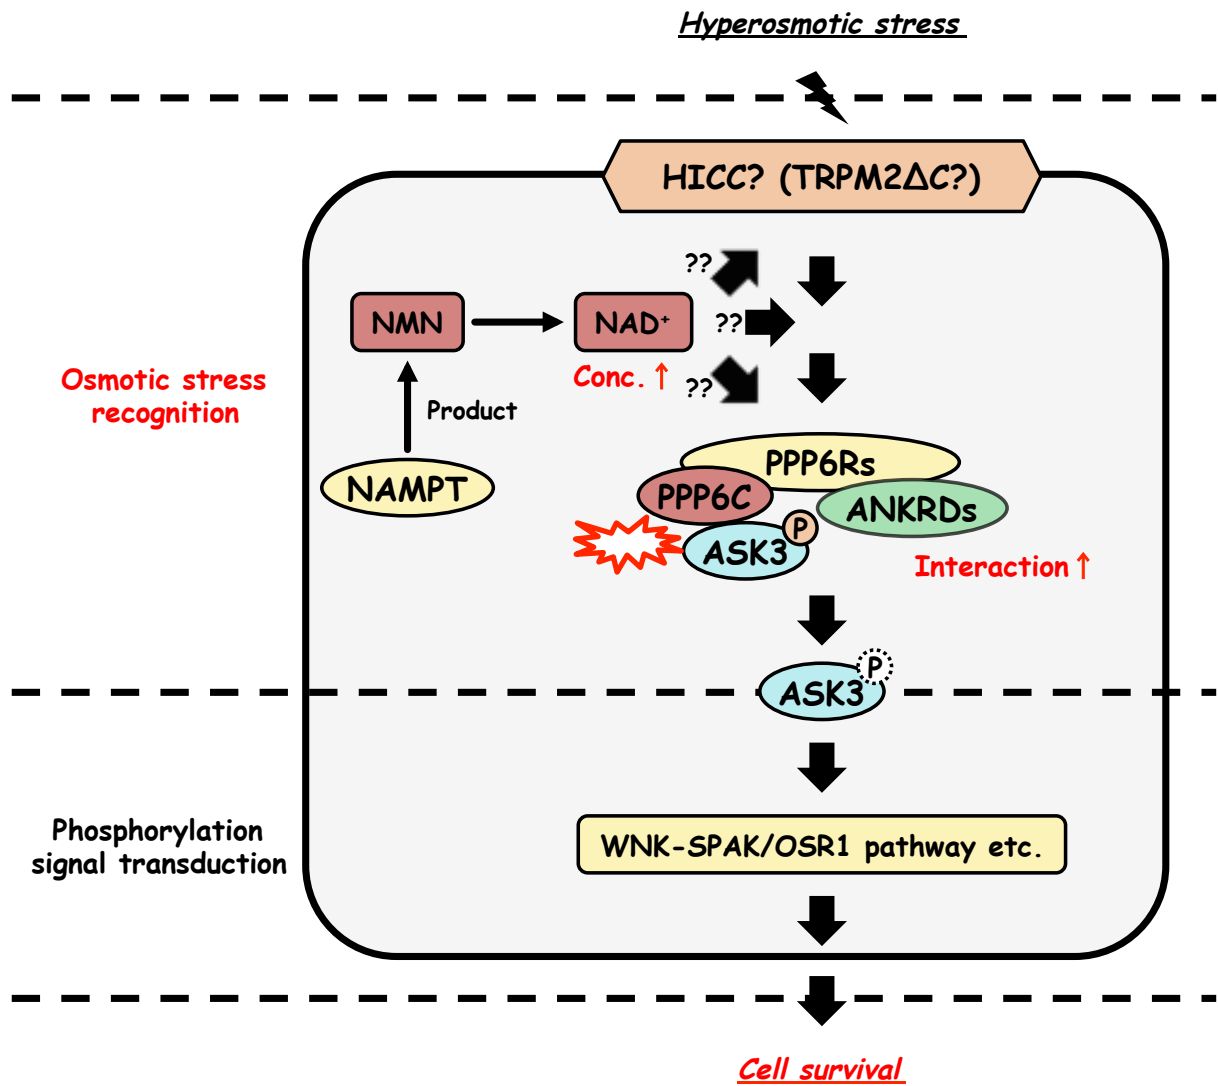 Hyperosmotic stress
HICC? (TRPM2ΔC?)
??
NMN
NAD⁺
??
Conc. ↑
??
Osmotic stress
recognition
Product
NAMPT
PPP6Rs
PPP6C
ANKRDs
P
ASK3
Interaction ↑
P
ASK3
Phosphorylation
signal transduction
WNK-SPAK/OSR1 pathway etc.
Cell survival